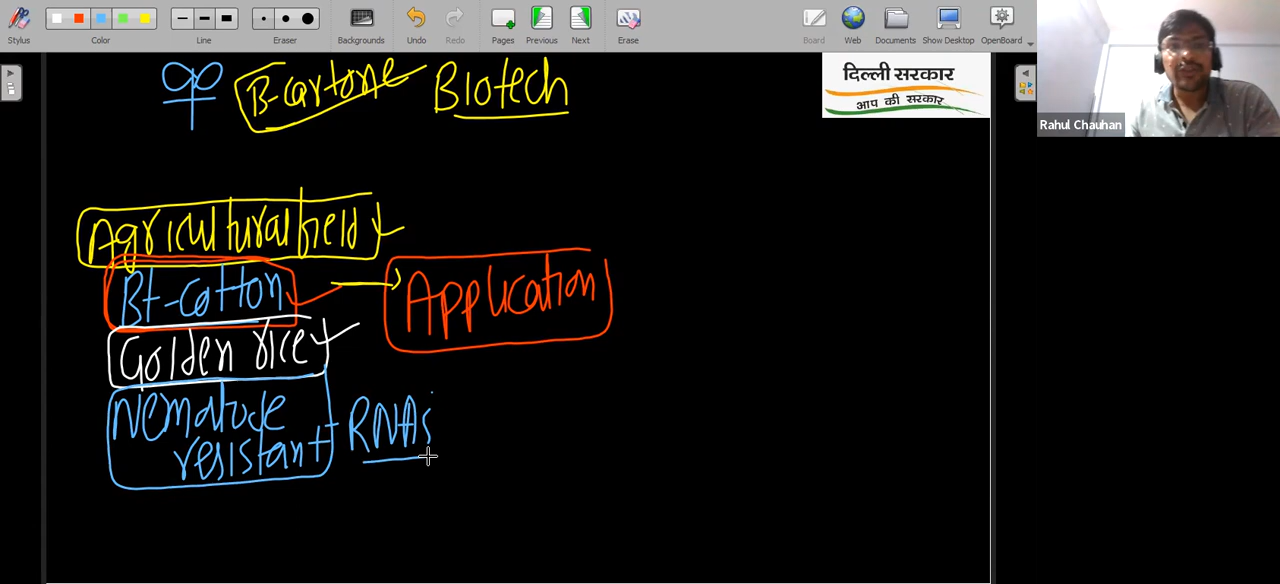 Stylus Color Line Eraser Backgrounds Undo Redo Pages Previous Next Erase Board Web Documents Show Desktop OpenBoard
B-cartone Biotech
दिल्ली सरकार
आप की सरकार
Rahul Chauhan
Agricultural field
Bt-cotton
Application
Golden rice
Nematode
resistant
RNAi